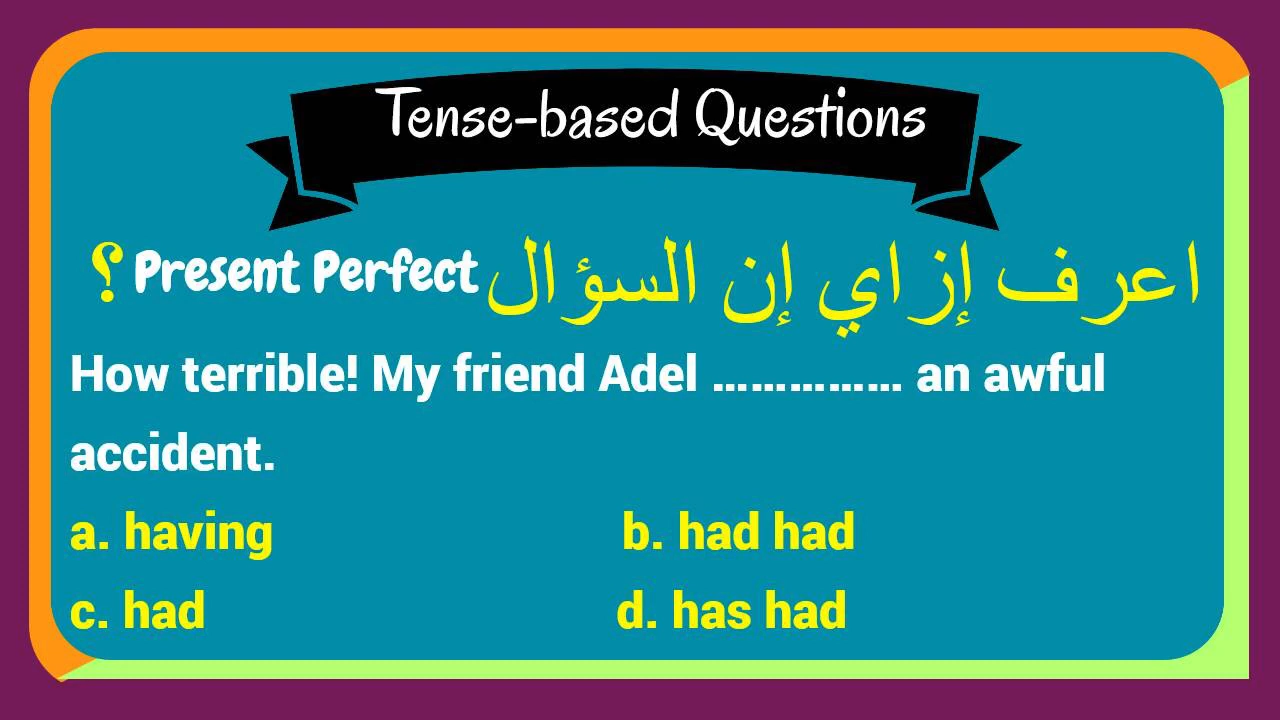 Tense-based Questions
اعرف إزاي إن السؤال Present Perfect ؟
How terrible! My friend Adel ............... an awful
accident.
a. having b. had had
c. had d. has had